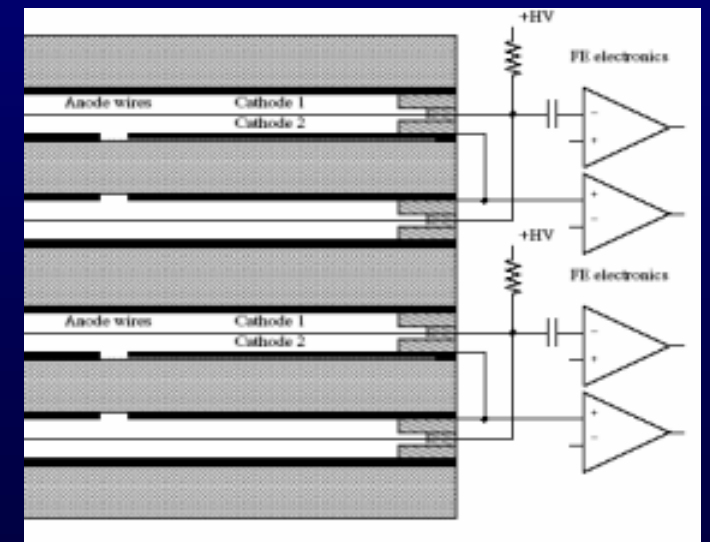 +HV
FE electronics
Anode wires Cathode 1
Cathode 2
- 
+
+
-
+HV
FE electronics
Anode wires Cathode 1
Cathode 2
-
+
+
-